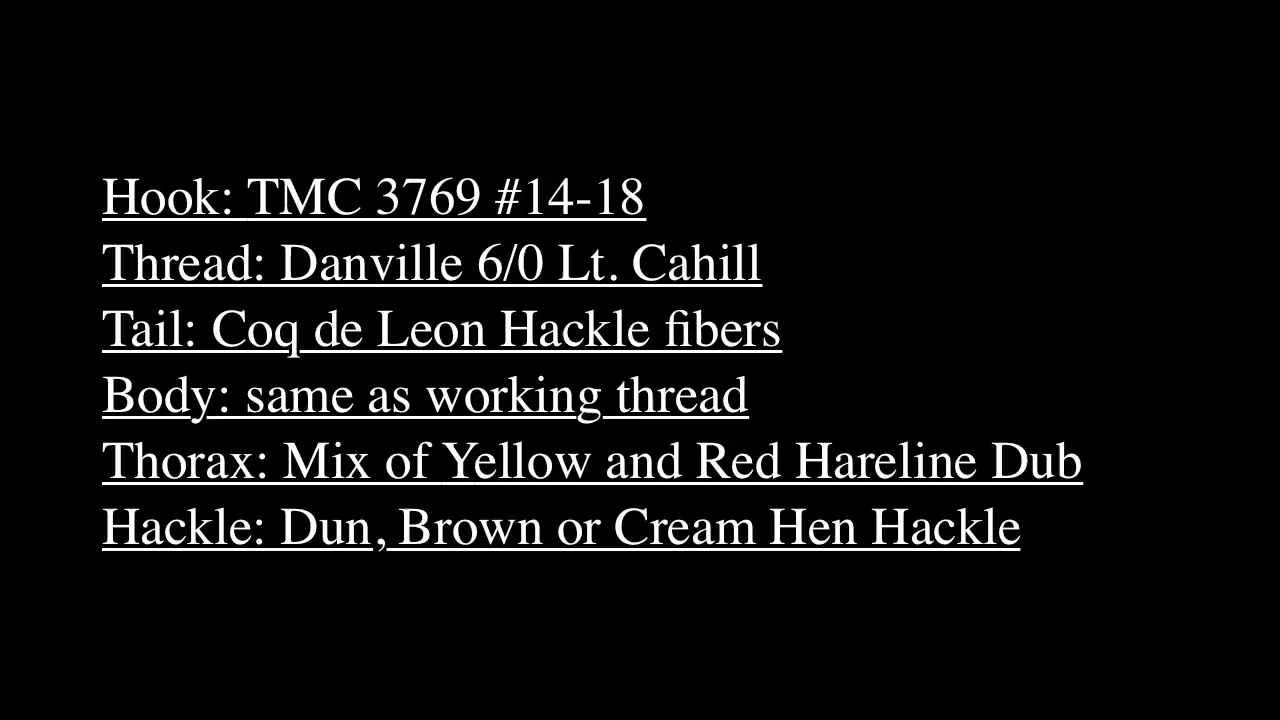 Hook: TMC 3769 #14-18
Thread: Danville 6/0 Lt. Cahill
Tail: Coq de Leon Hackle fibers
Body: same as working thread
Thorax: Mix of Yellow and Red Hareline Dub
Hackle: Dun, Brown or Cream Hen Hackle